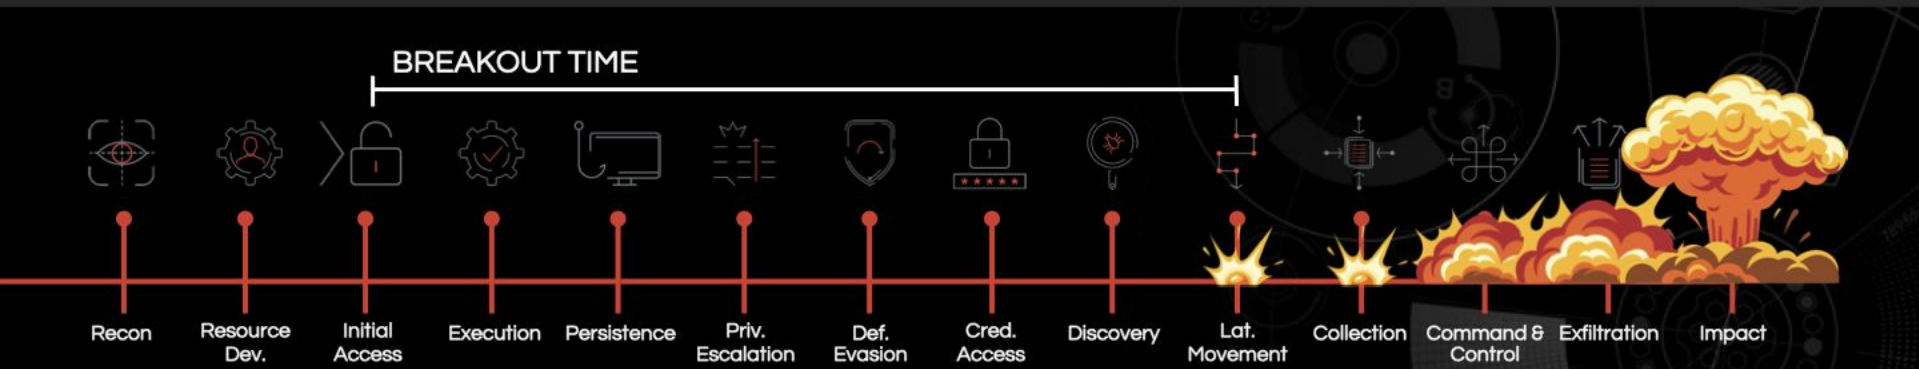 BREAKOUT TIME
Recon
Resource
Dev.
Initial
Access
Execution
Persistence
Priv.
Escalation
Def.
Evasion
Cred.
Access
Discovery
Lat.
Movement
Collection
Command &
Control
Exfiltration
Impact